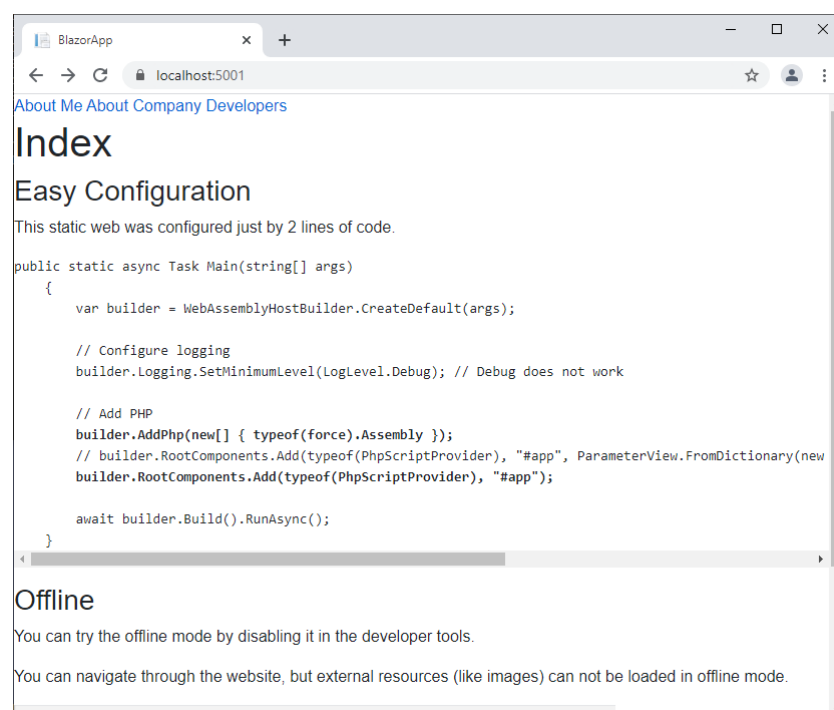 BlazorApp
localhost:5001
About Me About Company Developers
Index
Easy Configuration
This static web was configured just by 2 lines of code.
public static async Task Main(string[] args)
    {
        var builder = WebAssemblyHostBuilder.CreateDefault(args);
        // Configure logging
        builder.Logging.SetMinimumLevel(LogLevel.Debug); // Debug does not work
        // Add PHP
        builder.AddPhp(new[] { typeof(force).Assembly });
        // builder.RootComponents.Add(typeof(PhpScriptProvider), "#app", ParameterView.FromDictionary(new
        builder.RootComponents.Add(typeof(PhpScriptProvider), "#app");
        await builder.Build().RunAsync();
    }
Offline
You can try the offline mode by disabling it in the developer tools.
You can navigate through the website, but external resources (like images) can not be loaded in offline mode.